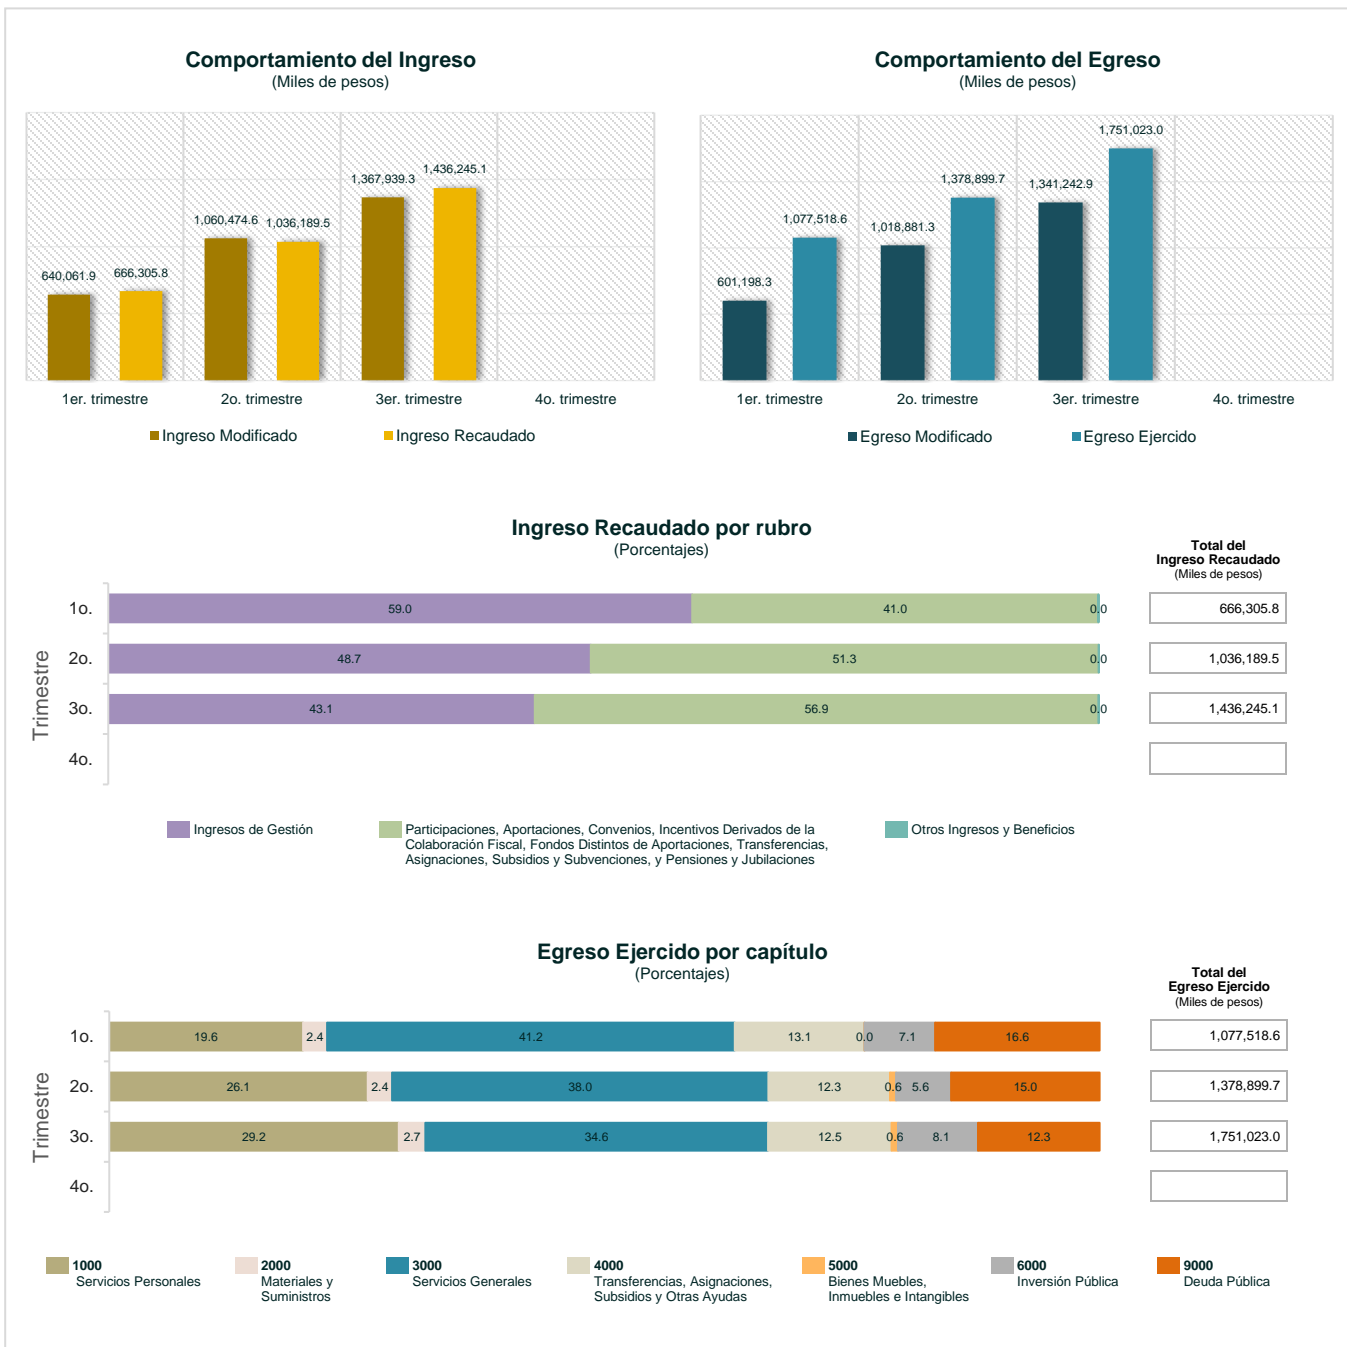 Comportamiento del Ingreso
(Miles de pesos)
640,061.9
666,305.8
1,060,474.6
1,036,189.5
1,367,939.3
1,436,245.1
1er. trimestre
2o. trimestre
3er. trimestre
4o. trimestre
Ingreso Modificado
Ingreso Recaudado
Comportamiento del Egreso
(Miles de pesos)
601,198.3
1,077,518.6
1,018,881.3
1,378,899.7
1,341,242.9
1,751,023.0
1er. trimestre
2o. trimestre
3er. trimestre
4o. trimestre
Egreso Modificado
Egreso Ejercido
Ingreso Recaudado por rubro
(Porcentajes)
Total del
Ingreso Recaudado
(Miles de pesos)
Trimestre
1o.
59.0
41.0
0.0
666,305.8
2o.
48.7
51.3
0.0
1,036,189.5
3o.
43.1
56.9
0.0
1,436,245.1
4o.
Ingresos de Gestión
Participaciones, Aportaciones, Convenios, Incentivos Derivados de la
Colaboración Fiscal, Fondos Distintos de Aportaciones, Transferencias,
Asignaciones, Subsidios y Subvenciones, y Pensiones y Jubilaciones
Otros Ingresos y Beneficios
Egreso Ejercido por capítulo
(Porcentajes)
Total del
Egreso Ejercido
(Miles de pesos)
Trimestre
1o.
19.6
2.4
41.2
13.1
0.0
7.1
16.6
1,077,518.6
2o.
26.1
2.4
38.0
12.3
0.6
5.6
15.0
1,378,899.7
3o.
29.2
2.7
34.6
12.5
0.6
8.1
12.3
1,751,023.0
4o.
1000
Servicios Personales
2000
Materiales y
Suministros
3000
Servicios Generales
4000
Transferencias, Asignaciones,
Subsidios y Otras Ayudas
5000
Bienes Muebles,
Inmuebles e Intangibles
6000
Inversión Pública
9000
Deuda Pública